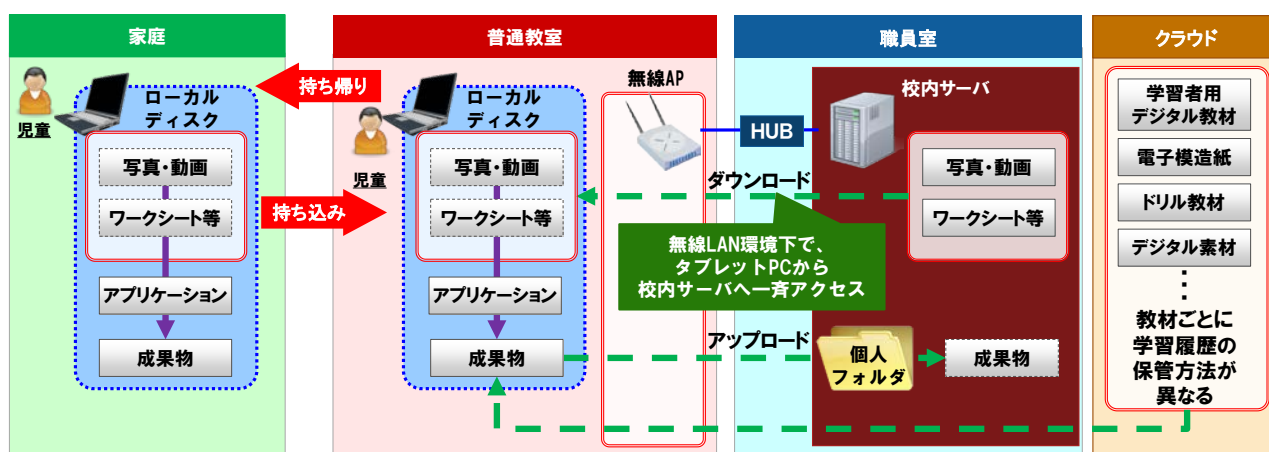 家庭
児童
ローカル
ディスク
写真・動画
ワークシート等
アプリケーション
成果物
持ち帰り
持ち込み
普通教室
児童
ローカル
ディスク
写真・動画
ワークシート等
アプリケーション
成果物
無線AP
HUB
ダウンロード
無線LAN環境下で、
タブレットPCから
校内サーバへ一斉アクセス
アップロード
職員室
校内サーバ
写真・動画
ワークシート等
個人
フォルダ
成果物
クラウド
学習者用
デジタル教材
電子模造紙
ドリル教材
デジタル素材
・
・
・
教材ごとに
学習履歴の
保管方法が
異なる